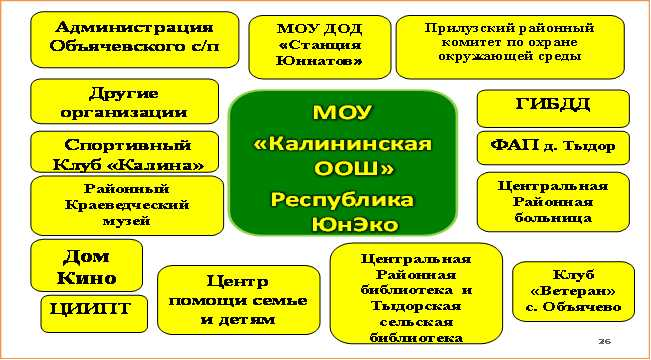 Администрация
Объячевского с/п
МОУ ДОД
«Станция
Юннатов»
Прилузский районный
комитет по охране
окружающей среды
Другие
организации
МОУ
«Калининская
ООШ»
Республика
ЮнЭко
ГИБДД
Спортивный
Клуб «Калина»
ФАП д. Тыдор
Районный
Краеведческий
музей
Центральная
Районная
больница
Дом
Кино
ЦИИПТ
Центр
помощи семье
и детям
Центральная
Районная
библиотека и
Тыдорская
сельская
библиотека
Клуб
«Ветеран»
с. Объячево
26